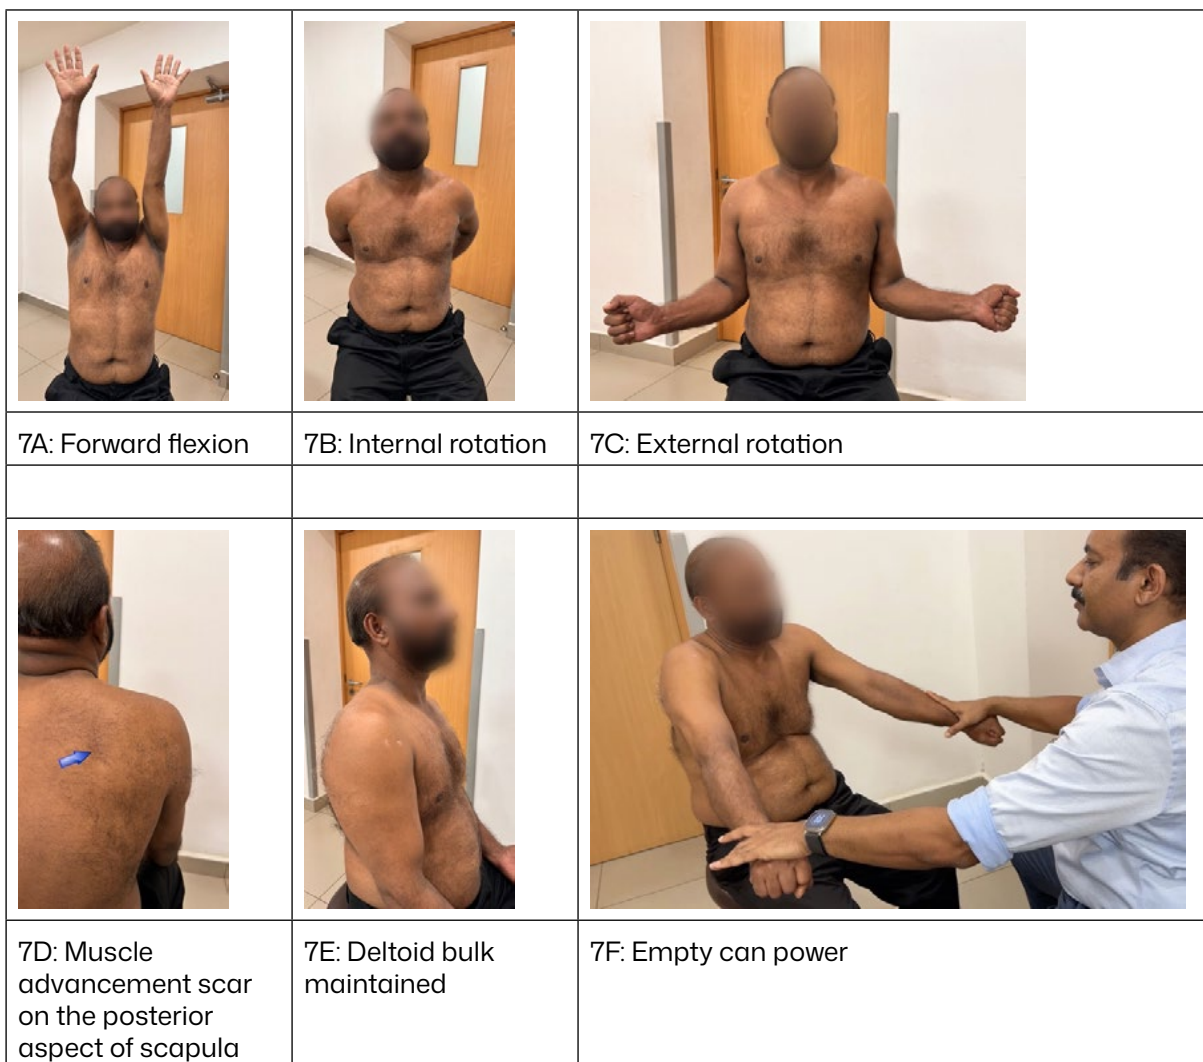 7A: Forward flexion
7B: Internal rotation
7C: External rotation
7D: Muscle
advancement scar
on the posterior
aspect of scapula
7E: Deltoid bulk
maintained
7F: Empty can power